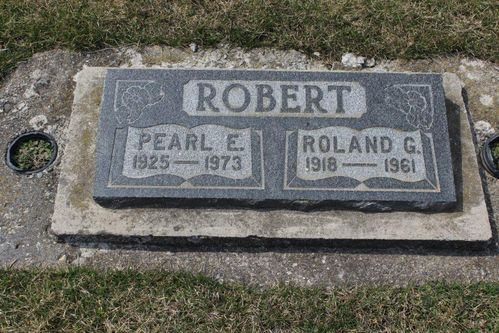 ROBERT
PEARL E.
1925 — 1973
ROLAND G.
1918 — 1961